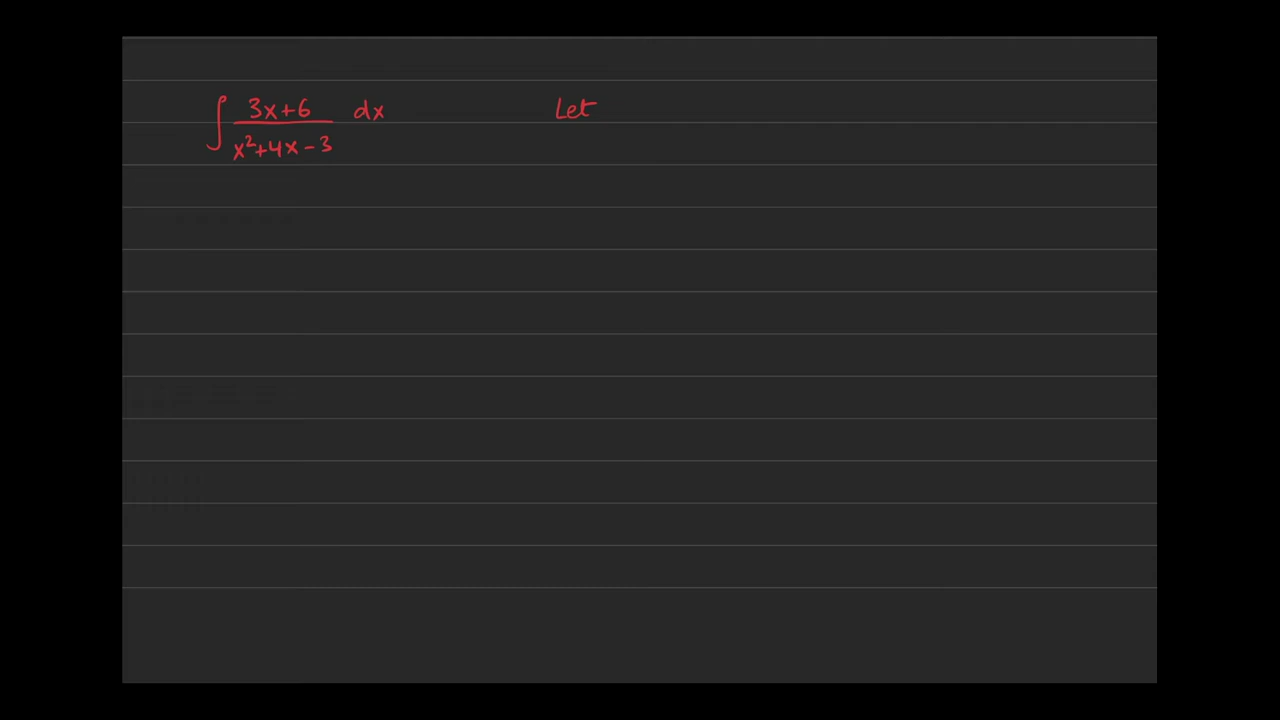 ∫ (3x+6)/(x²+4x-3) dx Let